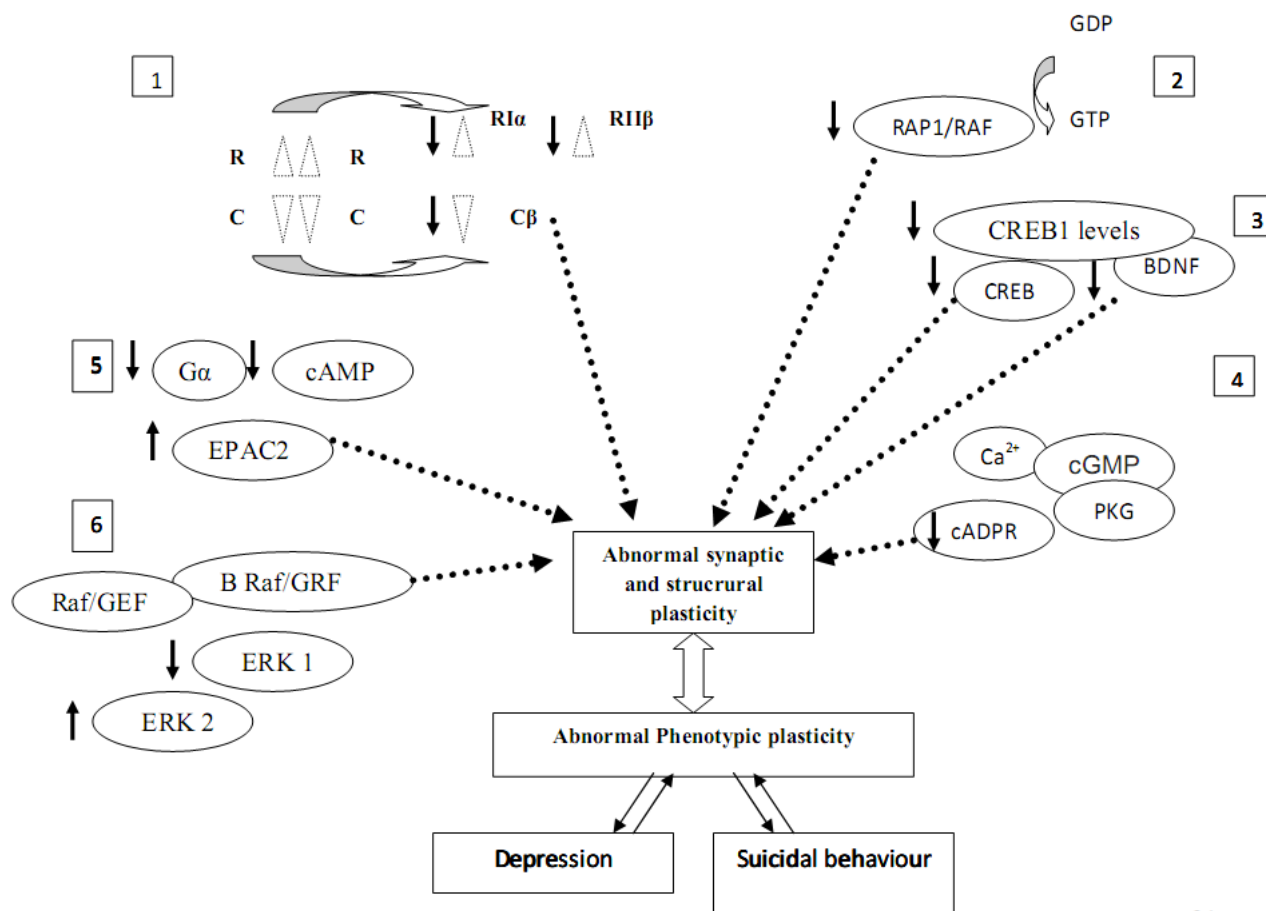 1
RIα
RIIβ
R
R
C
C
Cβ
GDP
2
RAP1/RAF
GTP
CREB1 levels
3
BDNF
CREB
4
5
Gα
cAMP
EPAC2
Ca2+
cGMP
PKG
cADPR
6
B Raf/GRF
Raf/GEF
ERK 1
ERK 2
Abnormal synaptic
and strucrural
plasticity
Abnormal Phenotypic plasticity
Depression
Suicidal behaviour